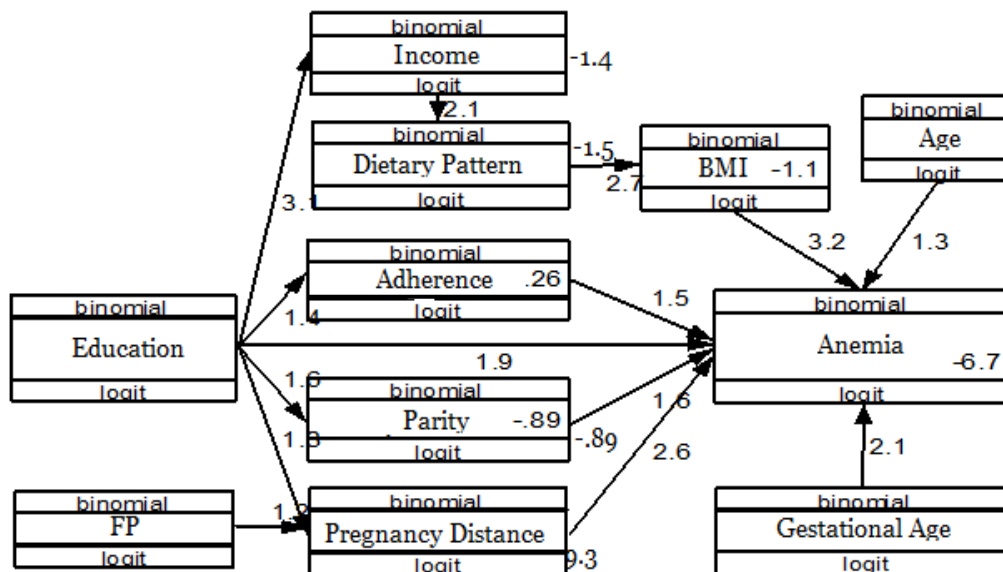 binomial
Income
-1.4
logit
2.1
binomial
Dietary Pattern
-1.5
logit
2.7
binomial
BMI
-1.1
logit
binomial
Age
logit
3.1
3.2
1.3
binomial
Adherence
.26
logit
1.4
1.5
binomial
Education
logit
1.9
binomial
Anemia
-6.7
logit
1.6
binomial
Parity
-.89
logit
-.89
1.6
2.6
2.1
binomial
FP
logit
binomial
Pregnancy Distance
logit
9.3
binomial
Gestational Age
logit